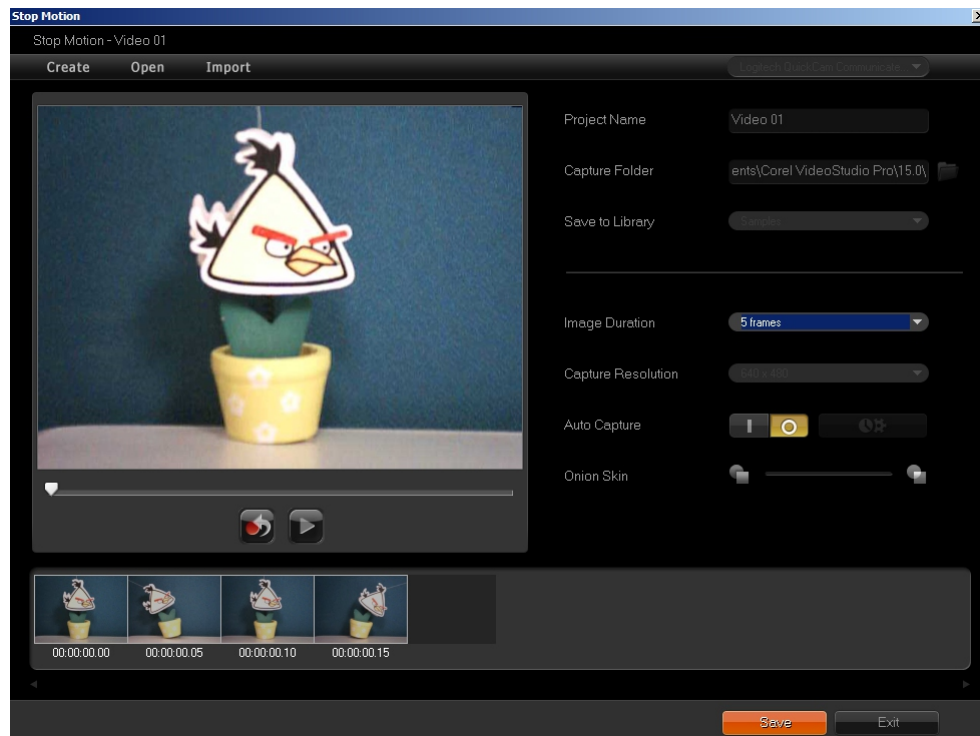 Stop Motion
Stop Motion - Video 01
Create Open Import
Logitech QuickCam Communicate
Project Name Video 01
Capture Folder ents\Corel VideoStudio Pro\15.0\
Save to Library Samples
Image Duration 5 frames
Capture Resolution 640 x 480
Auto Capture
Onion Skin
00:00:00.00 00:00:00.05 00:00:00.10 00:00:00.15
Save Exit